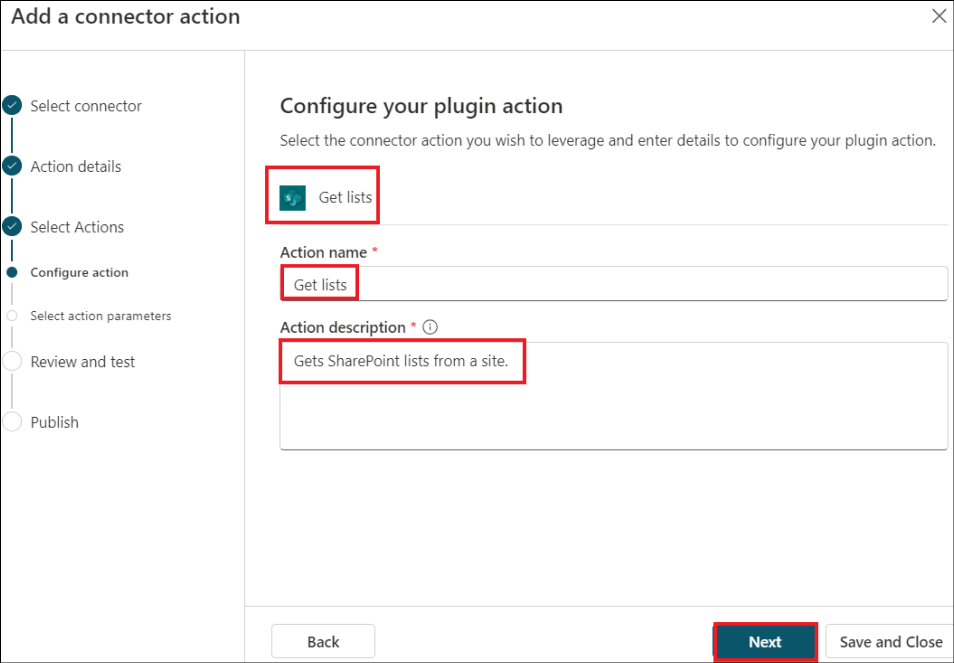 Add a connector action
Select connector
Action details
Select Actions
Configure action
Select action parameters
Review and test
Publish
Configure your plugin action
Select the connector action you wish to leverage and enter details to configure your plugin action.
Get lists
Action name *
Get lists
Action description *
Gets SharePoint lists from a site.
Back
Next
Save and Close